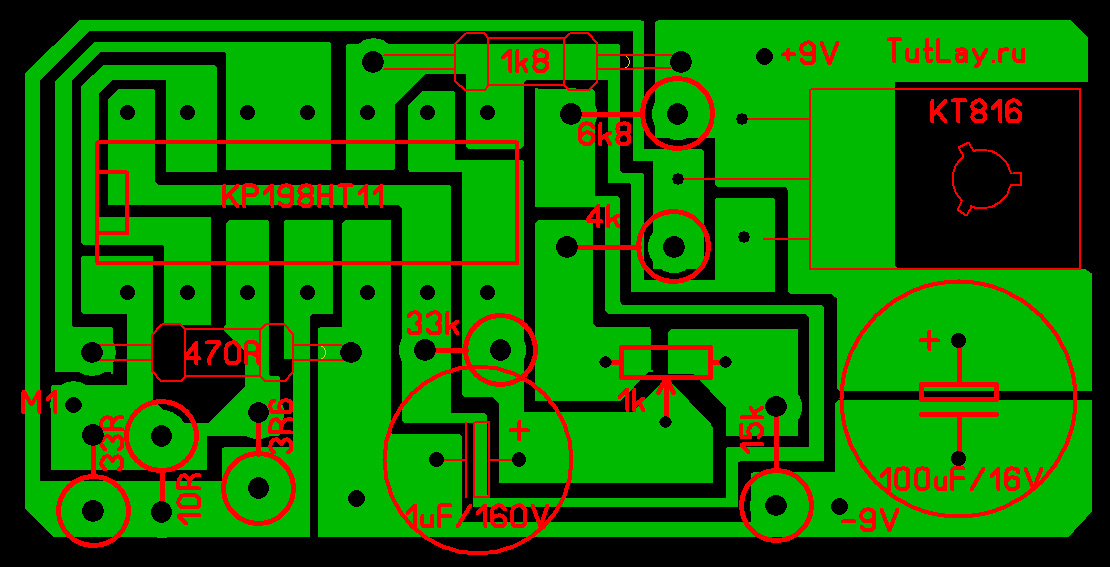 1k8
+9V
TutLay.ru
KT816
6k8
KP198HT11
4k
33k
470R
M1
1k
33R
3R6
15k
+
+
10R
1uF/160V
100uF/16V
-9V